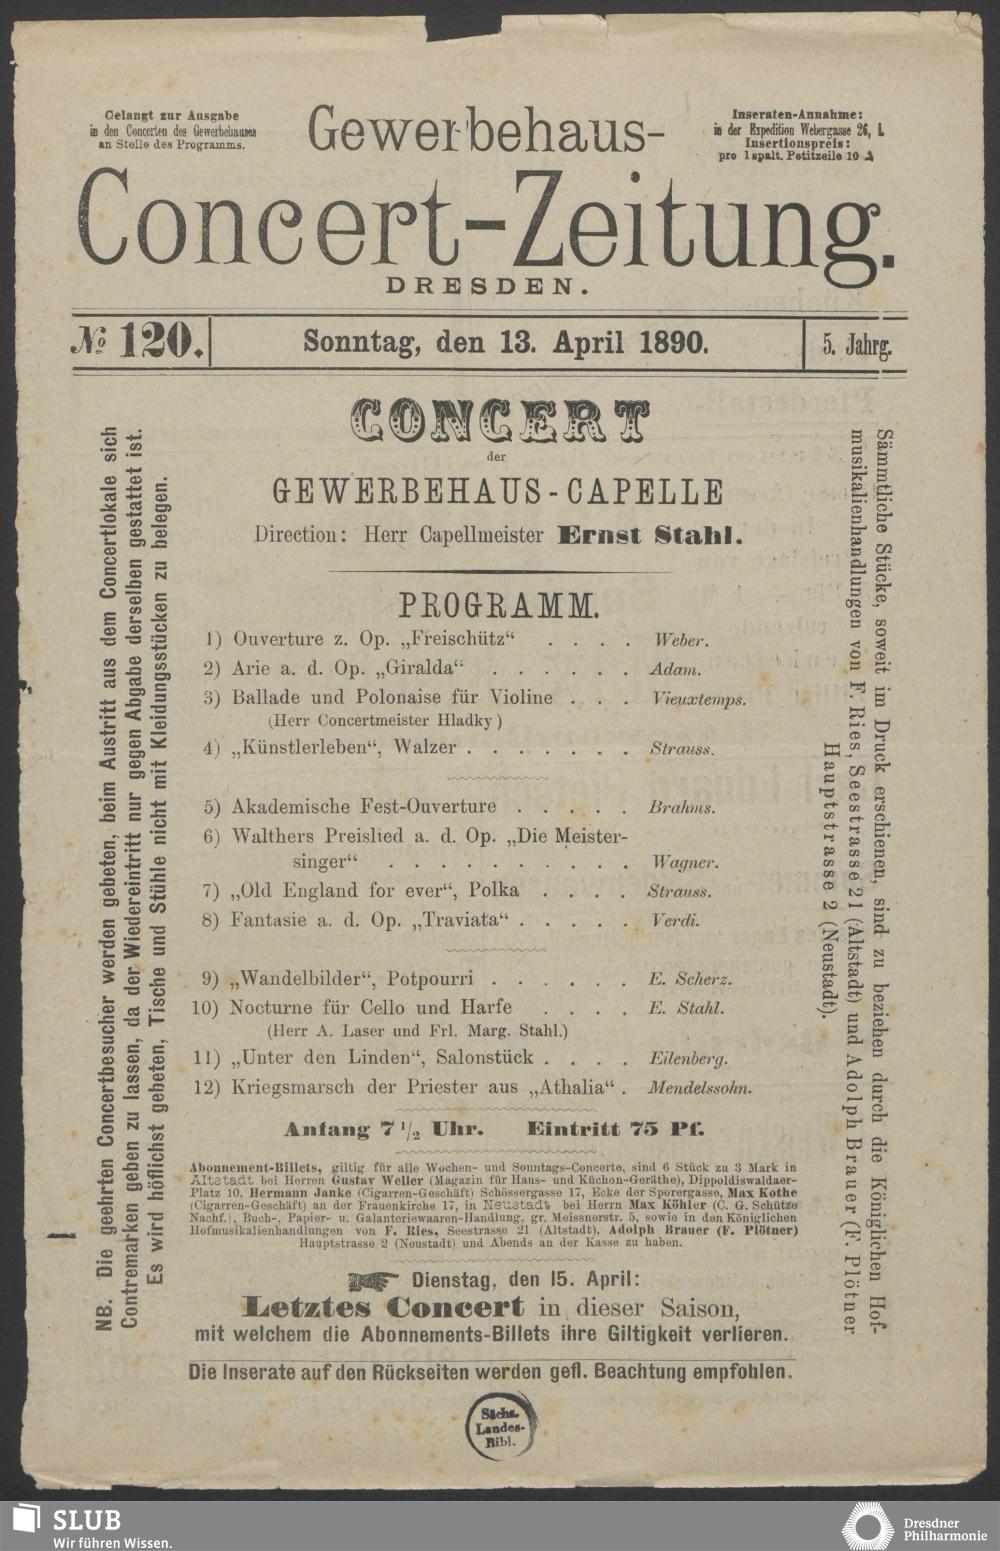 Gelangt zur Ausgabe
in den Concerten des Gewerbehauses
an Stelle des Programms.
Gewerbehaus-
Inseraten-Annahme:
in der Expedition Webergasse 26, I.
Insertionspreis:
pro 1spalt. Petitzeile 10 ₰
Concert-Zeitung.
DRESDEN.
№ 120.
Sonntag, den 13. April 1890.
5. Jahrg.
NB. Die geehrten Concertbesucher werden gebeten, beim Austritt aus dem Concertlokale sich
Contremarken geben zu lassen, da der Wiedereintritt nur gegen Abgabe derselben gestattet ist.
Es wird höflichst gebeten, Tische und Stühle nicht mit Kleidungsstücken zu belegen.
CONCERT
der
GEWERBEHAUS-CAPELLE
Direction: Herr Capellmeister Ernst Stahl.
PROGRAMM.
1) Ouverture z. Op. „Freischütz“ . . . . Weber.
2) Arie a. d. Op. „Giralda“ . . . . . . Adam.
3) Ballade und Polonaise für Violine . . . Vieuxtemps.
(Herr Concertmeister Hladky)
4) „Künstlerleben“, Walzer . . . . . . . Strauss.
5) Akademische Fest-Ouverture . . . . . Brahms.
6) Walthers Preislied a. d. Op. „Die Meister-
singer“ . . . . . . . . . . Wagner.
7) „Old England for ever“, Polka . . . . Strauss.
8) Fantasie a. d. Op. „Traviata“ . . . . . Verdi.
9) „Wandelbilder“, Potpourri . . . . . . E. Scherz.
10) Nocturne für Cello und Harfe . . . . E. Stahl.
(Herr A. Laser und Frl. Marg. Stahl.)
11) „Unter den Linden“, Salonstück . . . . Eilenberg.
12) Kriegsmarsch der Priester aus „Athalia“ . Mendelssohn.
Anfang 7 1/2 Uhr. Eintritt 75 Pf.
Abonnement-Billets, giltig für alle Wochen- und Sonntags-Concerte, sind 6 Stück zu 3 Mark in
Altstadt bei Herren Gustav Weller (Magazin für Haus- und Küchen-Geräthe), Dippoldiswaldaer-
Platz 10, Hermann Janke (Cigarren-Geschäft) Schössergasse 17, Ecke der Sporergasse, Max Kothe
(Cigarren-Geschäft) an der Frauenkirche 17, in Neustadt bei Herrn Max Köhler (C. G. Schütze
Nachf.), Buch-, Papier- u. Galanteriewaaren-Handlung, gr. Meissnerstr. 5, sowie in den Königlichen
Hofmusikalienhandlungen von F. Ries, Seestrasse 21 (Altstadt), Adolph Brauer (F. Plötner)
Hauptstrasse 2 (Neustadt) und Abends an der Kasse zu haben.
Dienstag, den 15. April:
Letztes Concert in dieser Saison,
mit welchem die Abonnements-Billets ihre Giltigkeit verlieren.
Die Inserate auf den Rückseiten werden gefl. Beachtung empfohlen.
Sämmtliche Stücke, soweit im Druck erschienen, sind zu beziehen durch die Königlichen Hof-
musikalienhandlungen von F. Ries, Seestrasse 21 (Altstadt) und Adolph Brauer (F. Plötner
Hauptstrasse 2 (Neustadt).
Sächs.
Landes-
Bibl.
SLUB
Wir führen Wissen.
Dresdner
Philharmonie